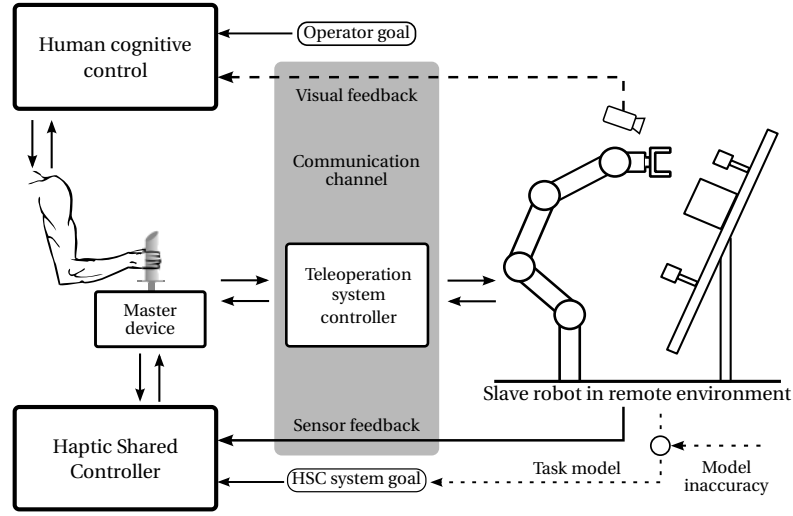 Human cognitive
control
Operator goal
Visual feedback
Communication
channel
Teleoperation
system
controller
Master
device
Slave robot in remote environment
Haptic Shared
Controller
Sensor feedback
HSC system goal
Task model
Model
inaccuracy